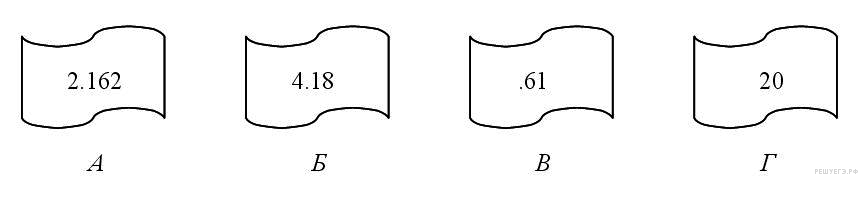 2.162
4.18
.61
20
А
Б
В
Г
РЕШУЕГЭ.РФ